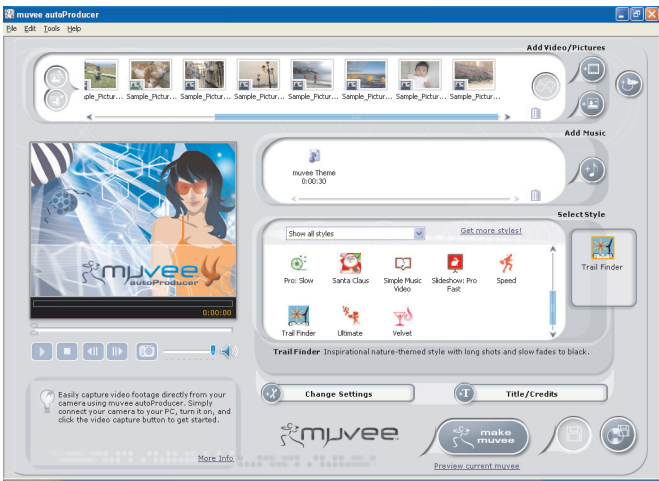 muvee autoProducer
File Edit Tools Help
Add Video/Pictures
ple_Pictur... Sample_Pictur... Sample_Pictur... Sample_Pictur... Sample_Pictur... Sample_Pictur... Sample_Pictur... Sample_Pictur...
Add Music
muvee Theme
0:00:30
Select Style
Show all styles
Get more styles!
Pro: Slow
Santa Claus
Simple Music
Video
Slideshow: Pro
Fast
Speed
Trail Finder
Ultimate
Velvet
Trail Finder
Trail Finder Inspirational nature-themed style with long shots and slow fades to black.
muvee
autoProducer
0:00:00
Easily capture video footage directly from your
camera using muvee autoProducer. Simply
connect your camera to your PC, turn it on, and
click the video capture button to get started.
More Info
Change Settings
Title/Credits
muvee
make
muvee
Preview current muvee